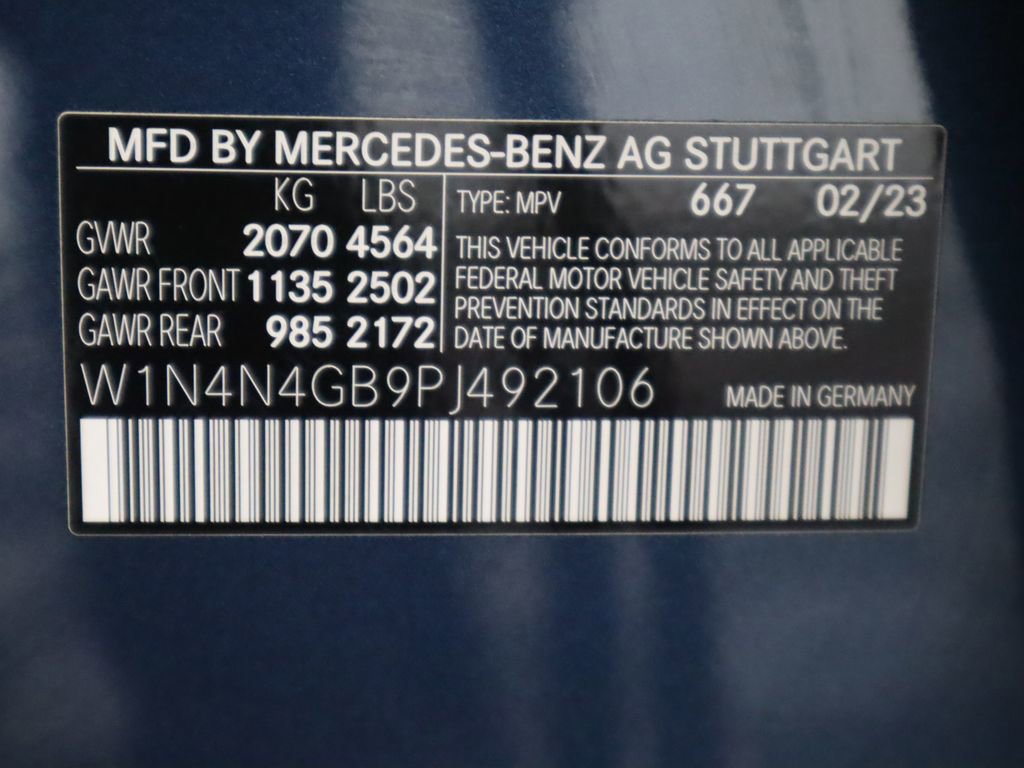 MFD BY MERCEDES-BENZ AG STUTTGART
KG LBS
GVWR 2070 4564
GAWR FRONT 1135 2502
GAWR REAR 985 2172
TYPE: MPV 667 02/23
THIS VEHICLE CONFORMS TO ALL APPLICABLE
FEDERAL MOTOR VEHICLE SAFETY AND THEFT
PREVENTION STANDARDS IN EFFECT ON THE
DATE OF MANUFACTURE SHOWN ABOVE.
W1N4N4GB9PJ492106
MADE IN GERMANY